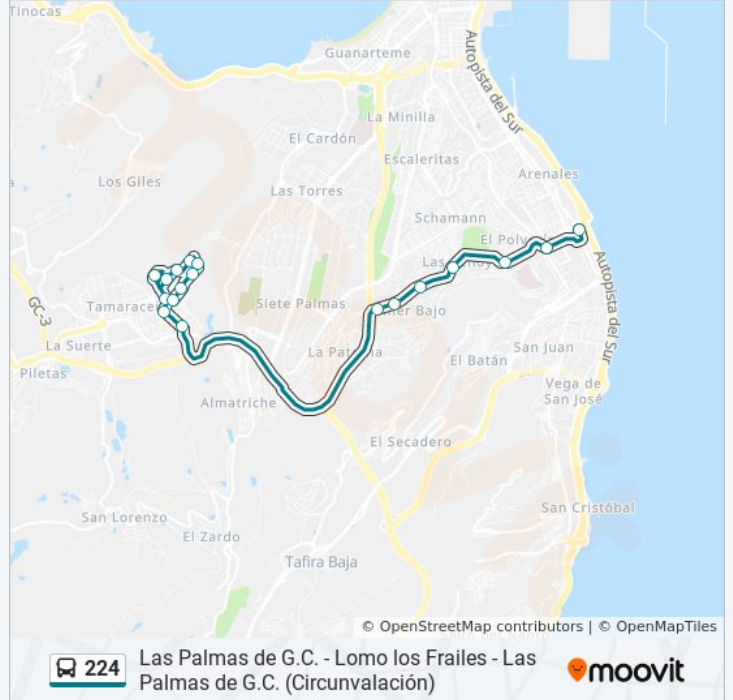 Tinocas
Guanarteme
Autopista del Sur
La Minilla
El Cardón
Escaleritas
Arenales
Los Giles
Las Torres
Schamann
El Polvo
Las
Autopista del Sur
Tamarace
Siete Palmas
GC-3
La Suerte
La Pat
Bajo
San Juan
El Batán
Piletas
Vega de
San José
Almatriche
El Secadero
San Lorenzo
San Cristóbal
El Zardo
Tafira Baja
© OpenStreetMap contributors | © OpenMapTiles
224
Las Palmas de G.C. - Lomo los Frailes - Las
Palmas de G.C. (Circunvalación)
moovit